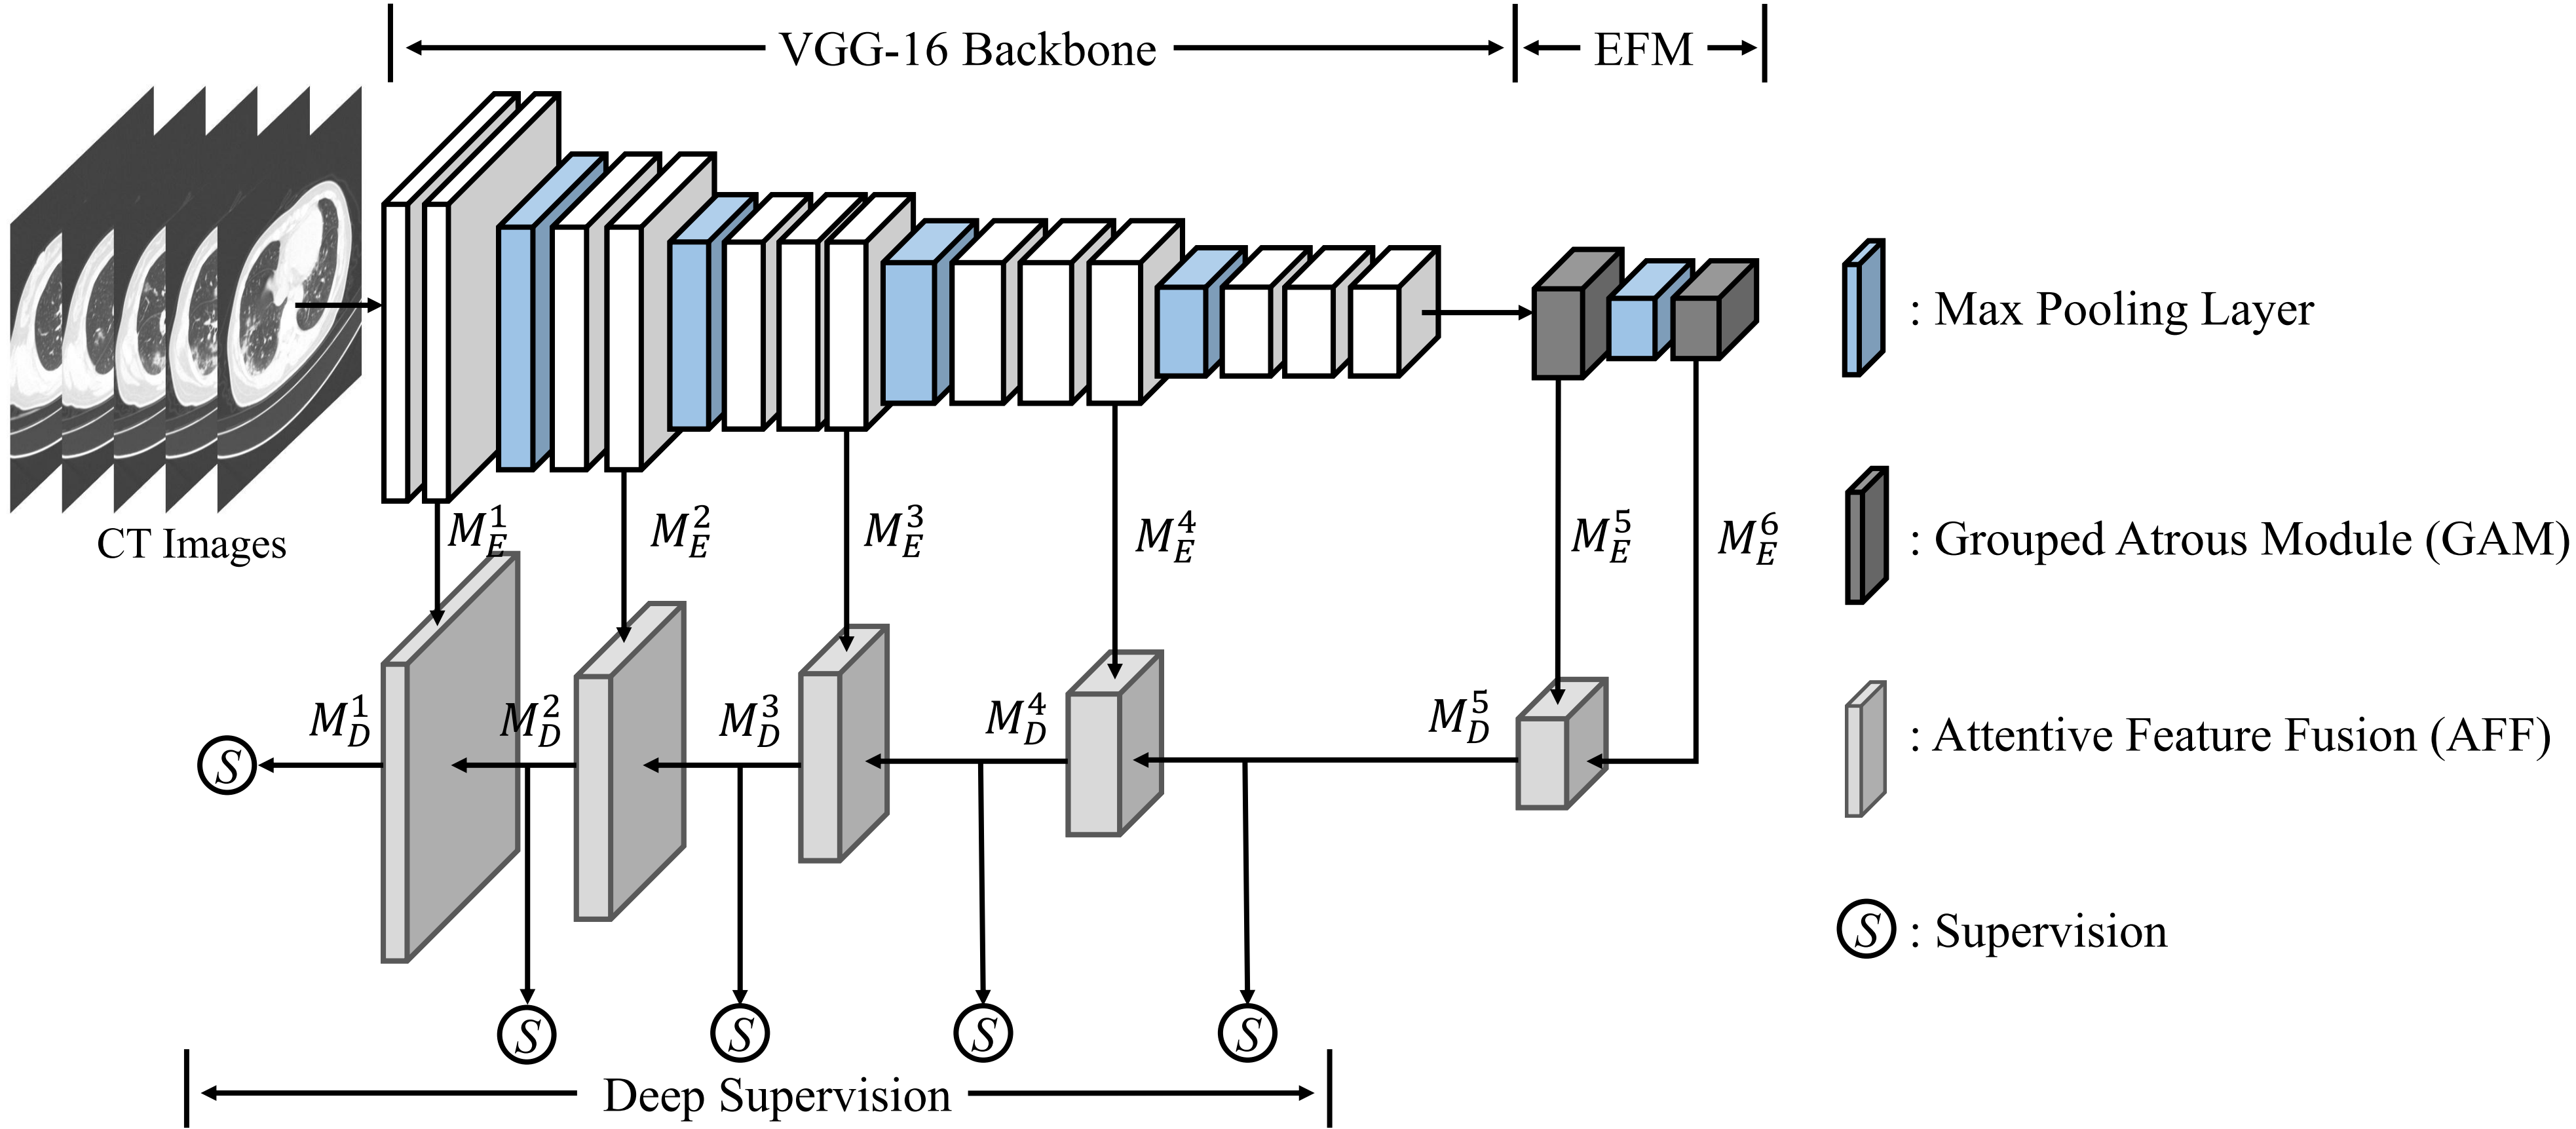 VGG-16 Backbone
EFM
: Max Pooling Layer
CT Images
M_E^1
M_E^2
M_E^3
M_E^4
M_E^5
M_E^6
: Grouped Atrous Module (GAM)
M_D^1
M_D^2
M_D^3
M_D^4
M_D^5
: Attentive Feature Fusion (AFF)
S
S : Supervision
S
S
S
S
Deep Supervision